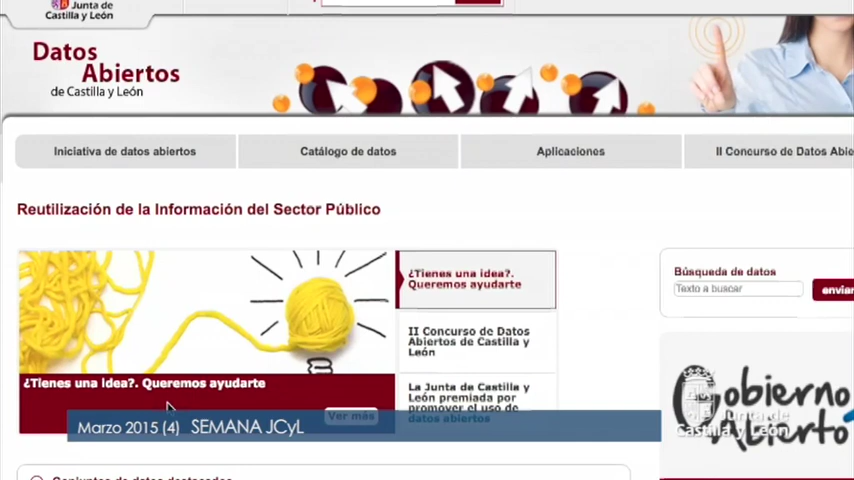 Junta de
Castilla y León
Datos
Abiertos
de Castilla y León
Iniciativa de datos abiertos
Catálogo de datos
Aplicaciones
II Concurso de Datos Abie
Reutilización de la Información del Sector Público
¿Tienes una idea?.
Queremos ayudarte
II Concurso de Datos
Abiertos de Castilla y
León
La Junta de Castilla y
León premiada por
promover el uso de
datos abiertos
¿Tienes una idea?. Queremos ayudarte
Ver más
Búsqueda de datos
Texto a buscar
enviar
Gobierno
Abierto
Junta de
Castilla y León
Marzo 2015 (4) SEMANA JCyL
Conjuntos de datos destacados